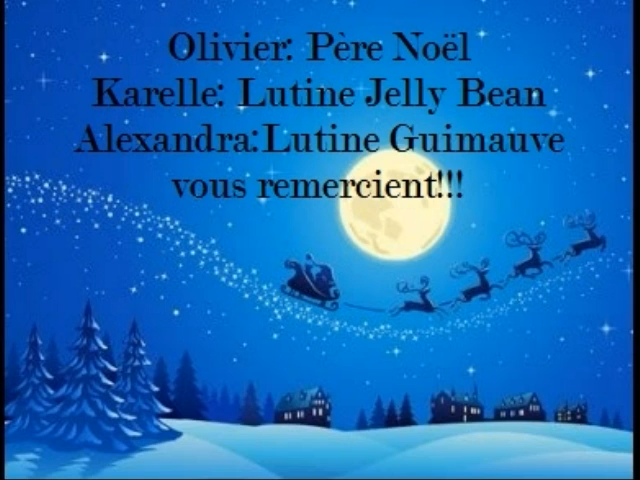 Olivier: Père Noël
Karelle: Lutine Jelly Bean
Alexandra:Lutine Guimauve
vous remercient!!!